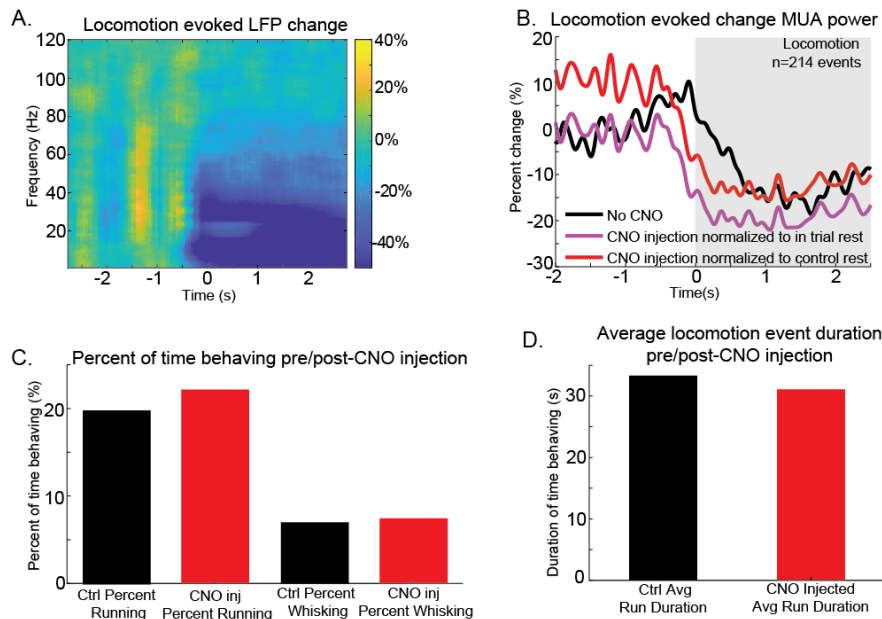 A.
Locomotion evoked LFP change
120
100
80
60
40
20
Frequency (Hz)
-2
-1
0
1
2
Time (s)
40%
20%
0%
-20%
-40%
B.
Locomotion evoked change MUA power
20
10
0
-10
-20
-30
Percent change (%)
Locomotion
n=214 events
No CNO
CNO injection normalized to in trial rest
CNO injection normalized to control rest
-2
-1
0
1
2
Time(s)
C.
Percent of time behaving pre/post-CNO injection
20
10
0
Percent of time behaving (%)
Ctrl Percent
Running
CNO inj
Percent Running
Ctrl Percent
Whisking
CNO inj
Percent Whisking
D.
Average locomotion event duration
pre/post-CNO injection
30
20
10
0
Duration of time behaving (s)
Ctrl Avg
Run Duration
CNO Injected
Avg Run Duration